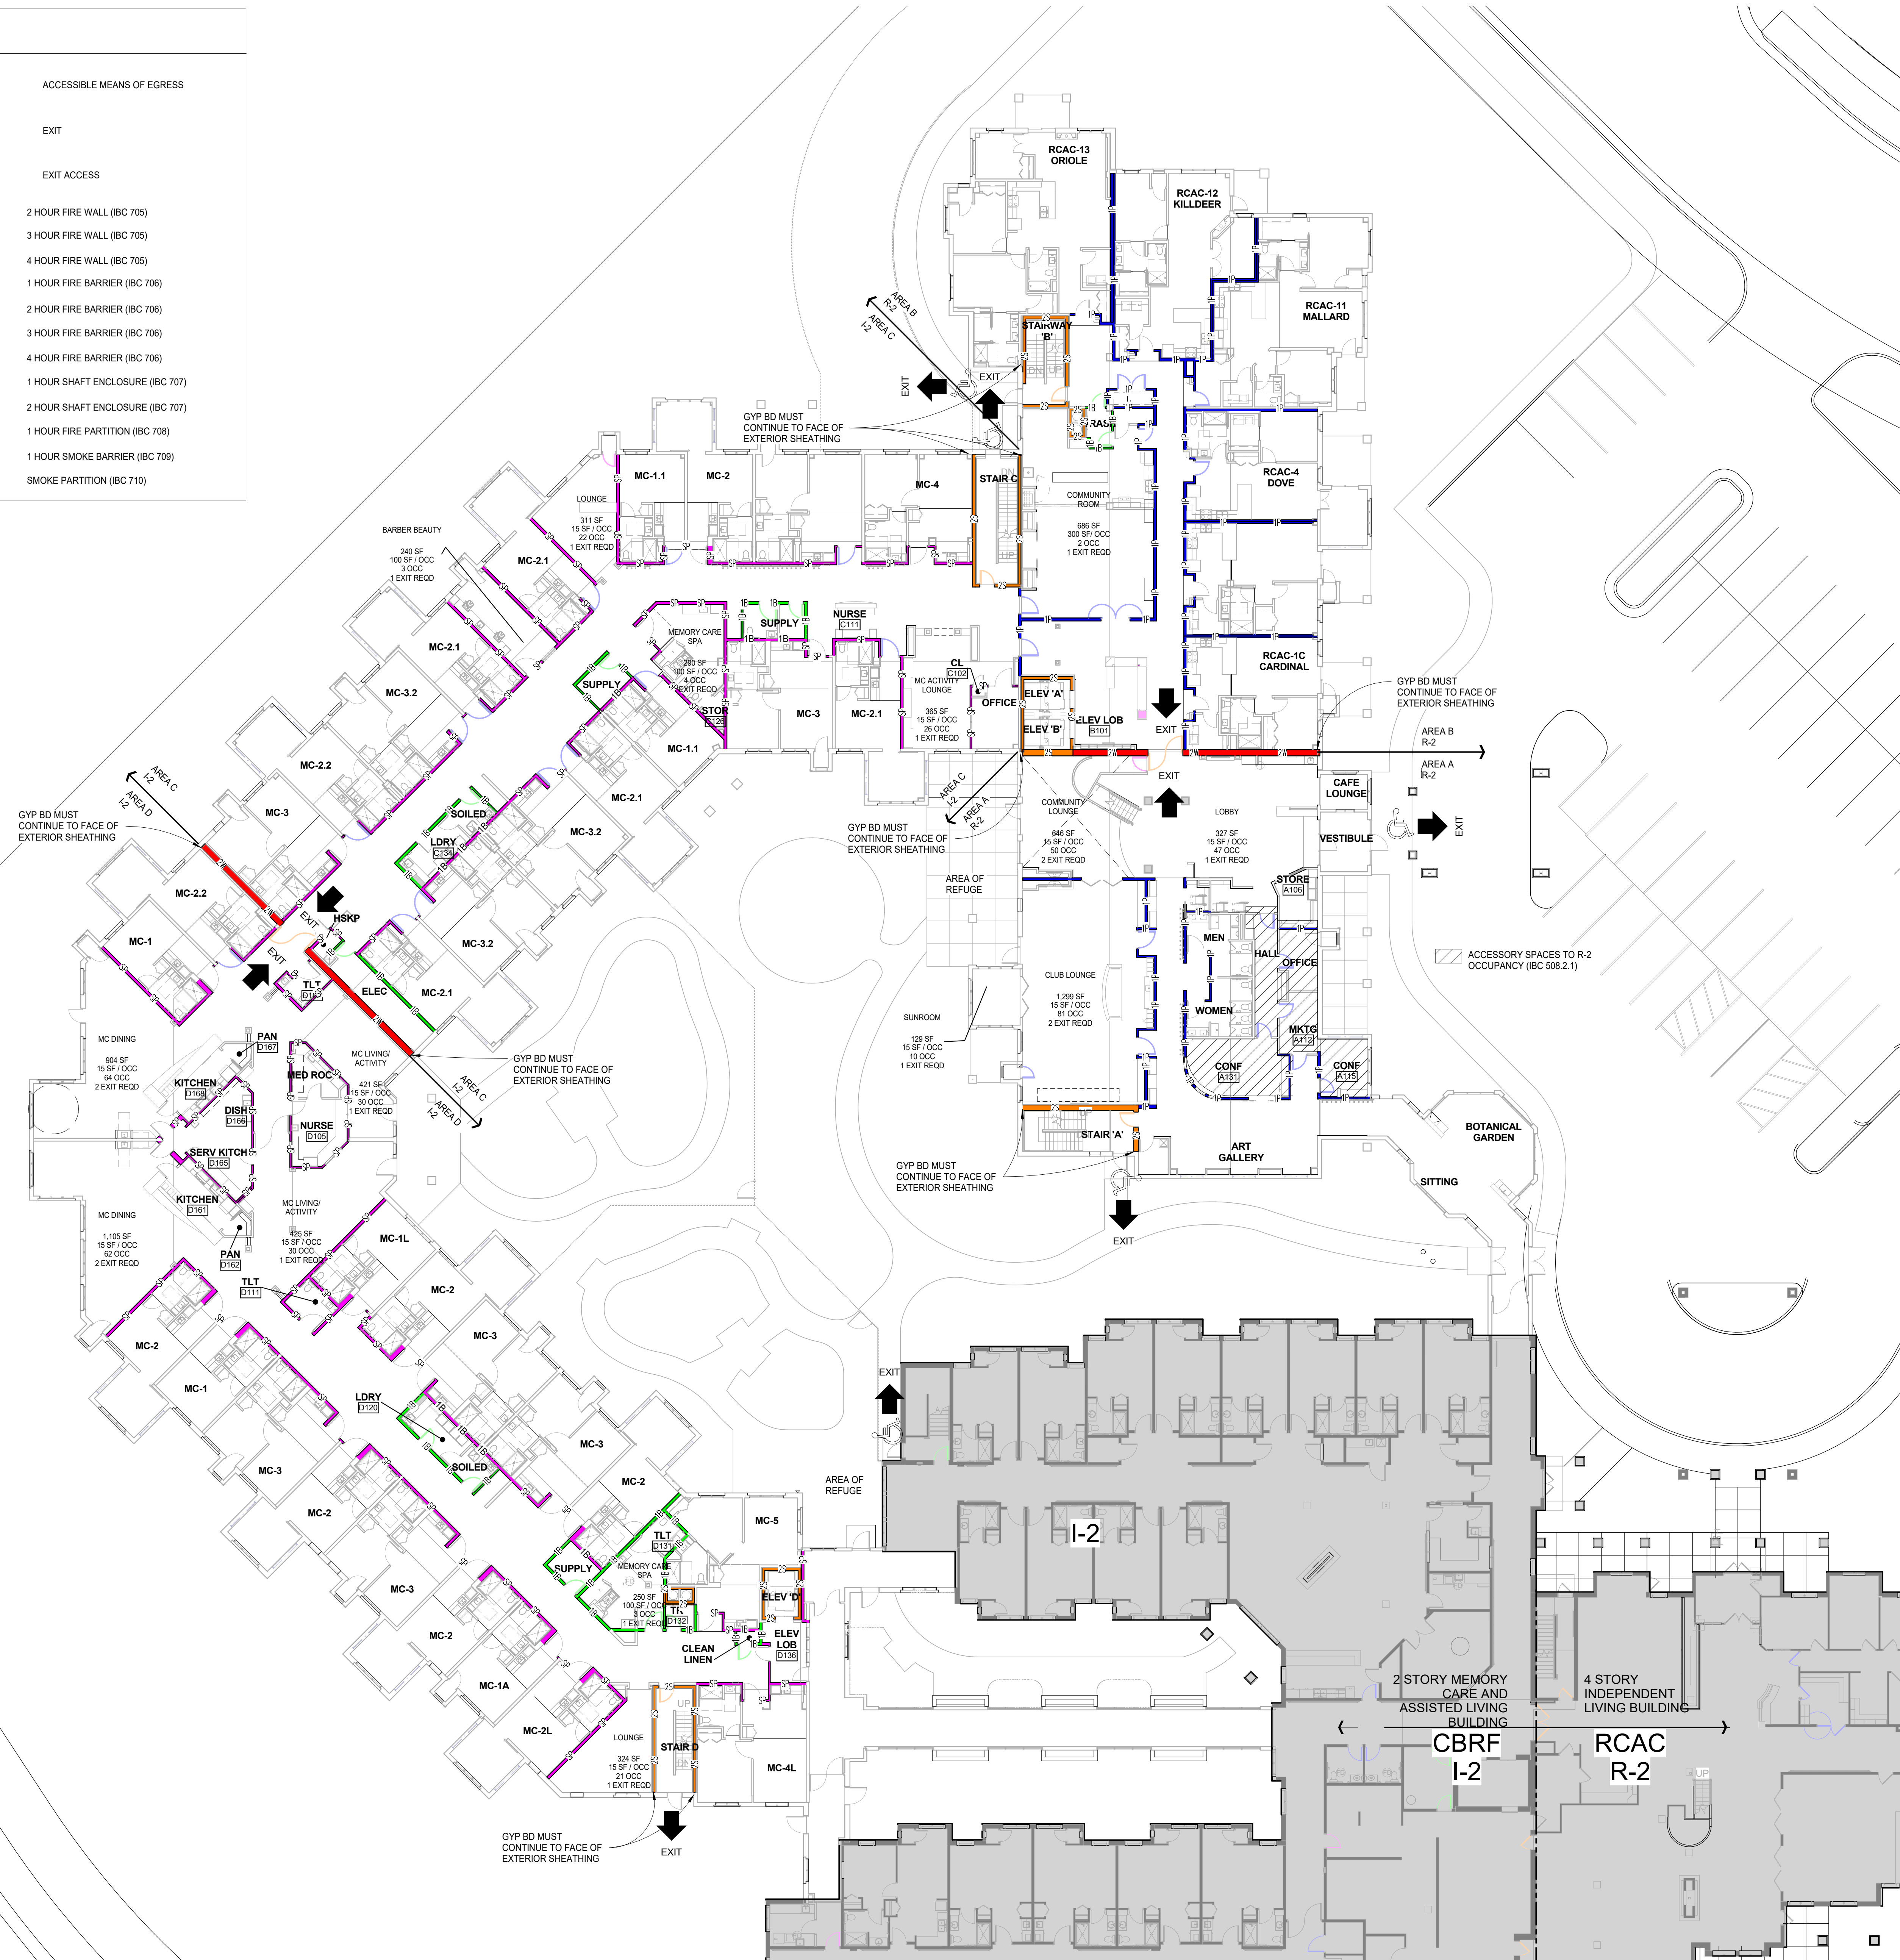 ACCESSIBLE MEANS OF EGRESS
EXIT
EXIT ACCESS
2 HOUR FIRE WALL (IBC 705)
3 HOUR FIRE WALL (IBC 705)
4 HOUR FIRE WALL (IBC 705)
1 HOUR FIRE BARRIER (IBC 706)
2 HOUR FIRE BARRIER (IBC 706)
3 HOUR FIRE BARRIER (IBC 706)
4 HOUR FIRE BARRIER (IBC 706)
1 HOUR SHAFT ENCLOSURE (IBC 707)
2 HOUR SHAFT ENCLOSURE (IBC 707)
1 HOUR FIRE PARTITION (IBC 708)
1 HOUR SMOKE BARRIER (IBC 709)
SMOKE PARTITION (IBC 710)
RCAC-13
ORIOLE
RCAC-12
KILLDEER
RCAC-11
MALLARD
AREA B
R-2
AREA C
I-2
STAIRWAY
'B'
DN UP
EXIT
EXIT
GYP BD MUST
CONTINUE TO FACE OF
EXTERIOR SHEATHING
RCAC-4
DOVE
COMMUNITY
ROOM
686 SF
300 SF/ OCC
2 OCC
1 EXIT REQD
STAIR C
DN
UP
MC-1.1
MC-2
MC-4
LOUNGE
311 SF
15 SF / OCC
22 OCC
1 EXIT REQD
BARBER BEAUTY
240 SF
100 SF / OCC
3 OCC
1 EXIT REQD
MC-2.1
MC-2.1
MC-3.2
MC-2.2
MC-3
SUPPLY
NURSE
C111
MEMORY CARE
SPA
290 SF
100 SF / OCC
4 OCC
1 EXIT REQD
SUPPLY
STOR
C126
MC-1.1
MC-3
MC-2.1
CL
C102
MC ACTIVITY
LOUNGE
365 SF
15 SF / OCC
26 OCC
1 EXIT REQD
OFFICE
ELEV 'A'
ELEV 'B'
ELEV LOB
B101
EXIT
RCAC-1C
CARDINAL
GYP BD MUST
CONTINUE TO FACE OF
EXTERIOR SHEATHING
AREA B
R-2
AREA A
R-2
EXIT
CAFE
LOUNGE
VESTIBULE
EXIT
AREA C
I-2
AREA A
R-2
COMMUNITY
LOUNGE
646 SF
15 SF / OCC
50 OCC
2 EXIT REQD
LOBBY
327 SF
15 SF / OCC
47 OCC
1 EXIT REQD
GYP BD MUST
CONTINUE TO FACE OF
EXTERIOR SHEATHING
AREA OF
REFUGE
STORE
A106
MEN
HALL
OFFICE
WOMEN
MKTG
A112
CONF
A131
CONF
A115
ACCESSORY SPACES TO R-2
OCCUPANCY (IBC 508.2.1)
CLUB LOUNGE
1,299 SF
15 SF / OCC
81 OCC
2 EXIT REQD
SUNROOM
129 SF
15 SF / OCC
10 OCC
1 EXIT REQD
STAIR 'A'
ART
GALLERY
BOTANICAL
GARDEN
SITTING
GYP BD MUST
CONTINUE TO FACE OF
EXTERIOR SHEATHING
EXIT
AREA C
I-2
AREA D
I-2
GYP BD MUST
CONTINUE TO FACE OF
EXTERIOR SHEATHING
MC-2.1
MC-3.2
SOILED
LDRY
C134
MC-2.2
MC-1
EXIT
HSKP
EXIT
MC-3.2
MC-2.1
ELEC
TLT
GYP BD MUST
CONTINUE TO FACE OF
EXTERIOR SHEATHING
AREA C
I-2
AREA D
I-2
MC DINING
904 SF
15 SF / OCC
64 OCC
2 EXIT REQD
PAN
D167
KITCHEN
D168
DISH
D166
MC LIVING/
ACTIVITY
421 SF
15 SF / OCC
30 OCC
1 EXIT REQD
NURSE
D105
SERV KITCH
D165
KITCHEN
D161
PAN
D162
MC DINING
1,105 SF
15 SF / OCC
62 OCC
2 EXIT REQD
MC LIVING/
ACTIVITY
425 SF
15 SF / OCC
30 OCC
1 EXIT REQD
TLT
D111
MC-1L
MC-2
MC-3
MC-2
MC-1
MC-3
MC-2
LDRY
D120
SOILED
MC-3
MC-2
MC-5
TLT
D131
MEMORY CARE
SPA
250 SF
100 SF / OCC
3 OCC
1 EXIT REQD
SUPPLY
D132
ELEV 'D'
ELEV
LOB
D136
CLEAN
LINEN
MC-3
MC-2
MC-1A
MC-2L
LOUNGE
324 SF
15 SF / OCC
21 OCC
1 EXIT REQD
UP
STAIR D
MC-4L
GYP BD MUST
CONTINUE TO FACE OF
EXTERIOR SHEATHING
EXIT
EXIT
AREA OF
REFUGE
I-2
2 STORY MEMORY
CARE AND
ASSISTED LIVING
BUILDING
CBRF
I-2
4 STORY
INDEPENDENT
LIVING BUILDING
RCAC
R-2
UP